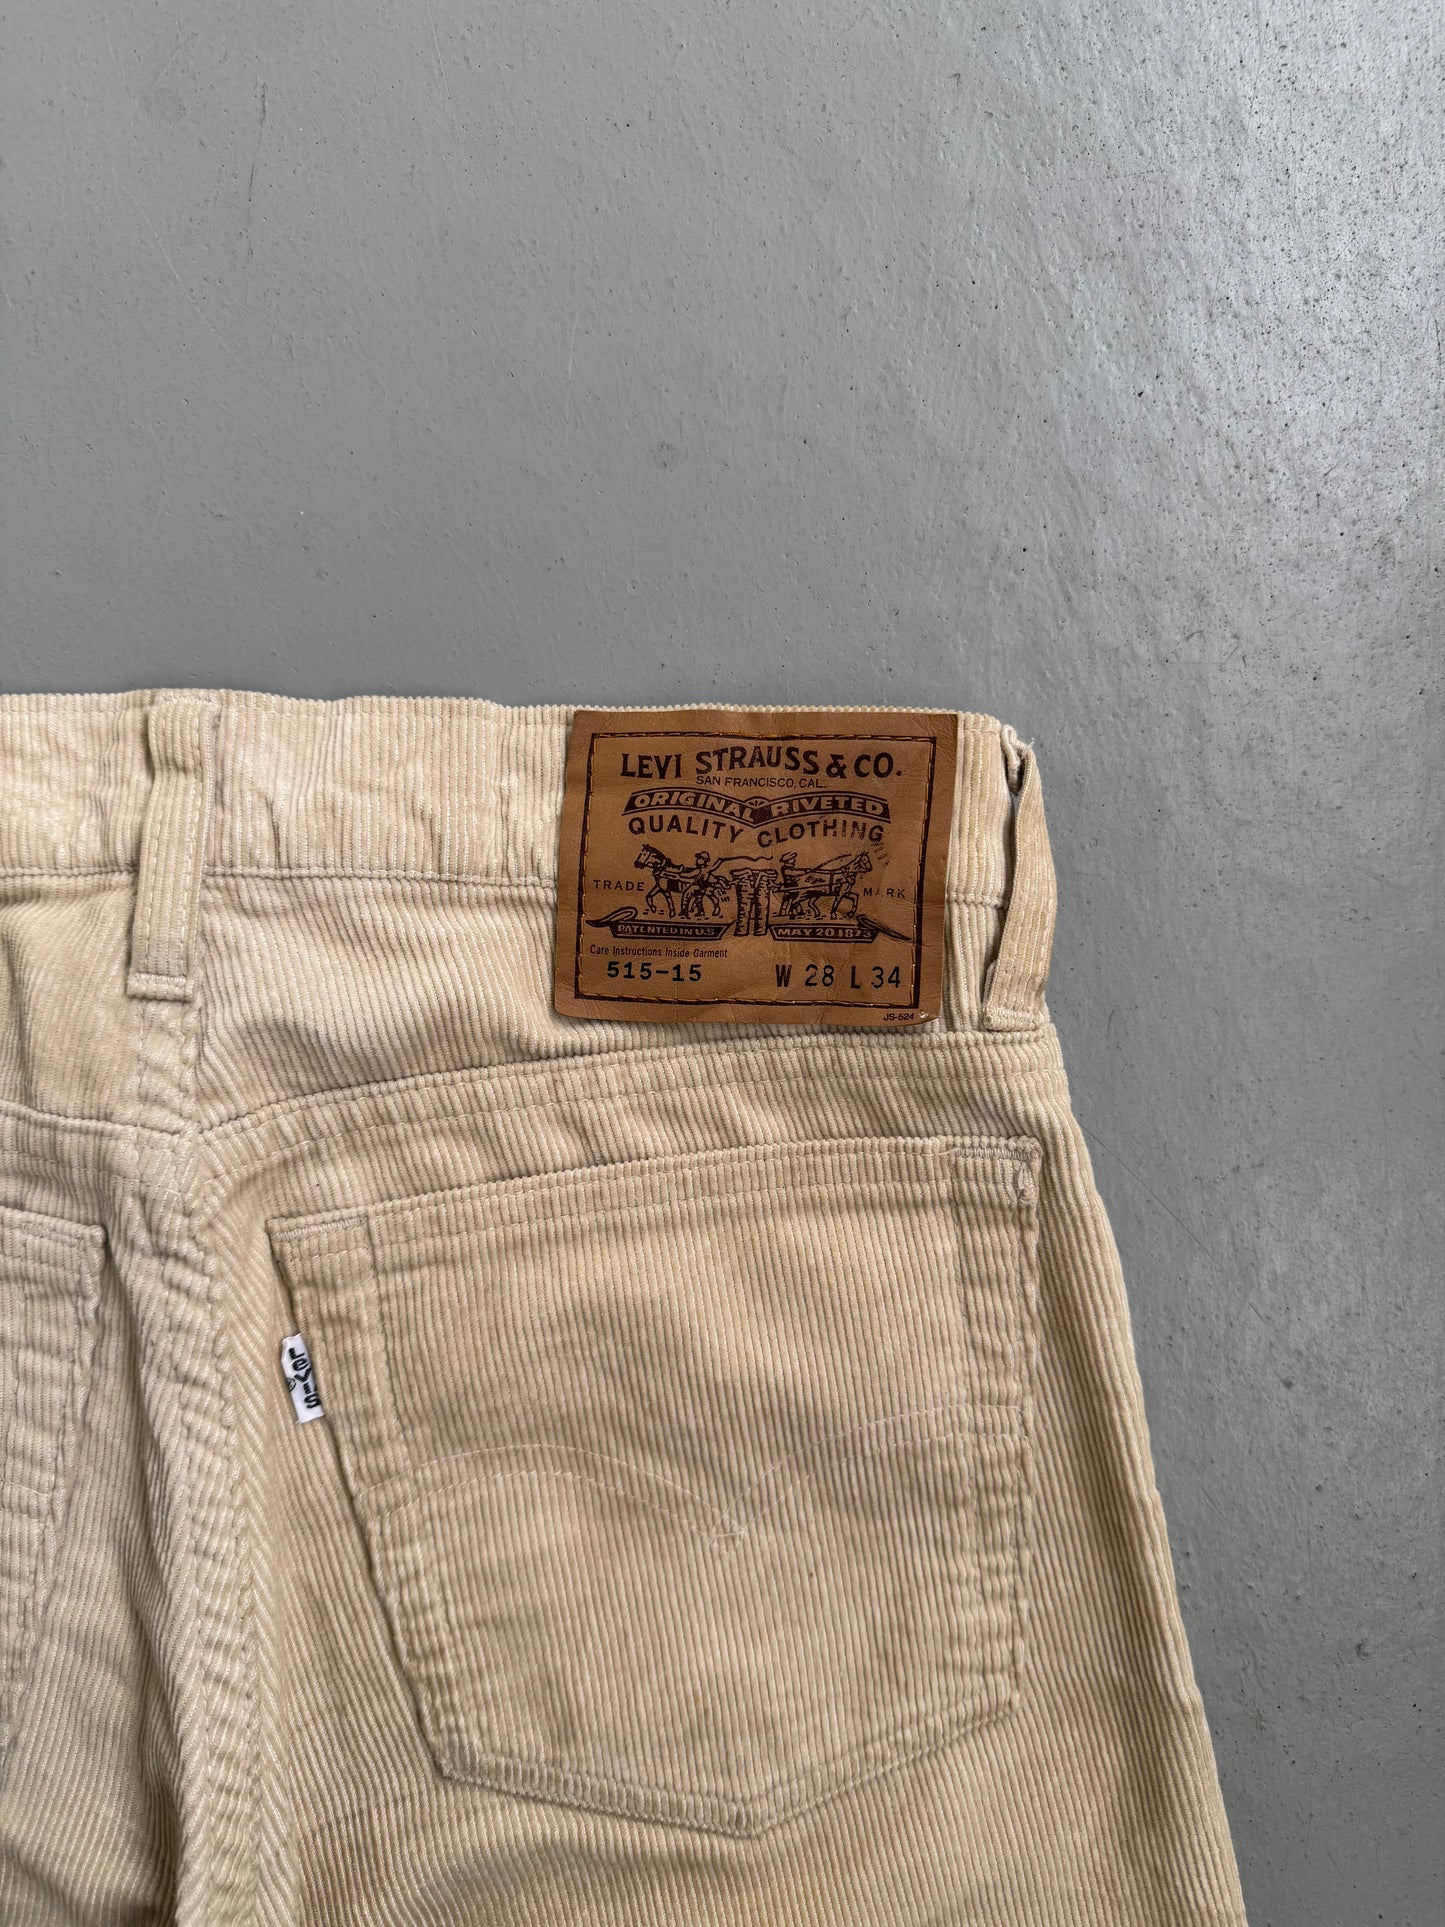 LEVI STRAUSS & CO.
SAN FRANCISCO, CAL.
ORIGINAL RIVETED
QUALITY CLOTHING
TRADE MARK
PATENTED IN U.S. MAY 20 1873
Care Instructions Inside Garment
515-15 W 28 L 34
JS-524
LEVI'S
®